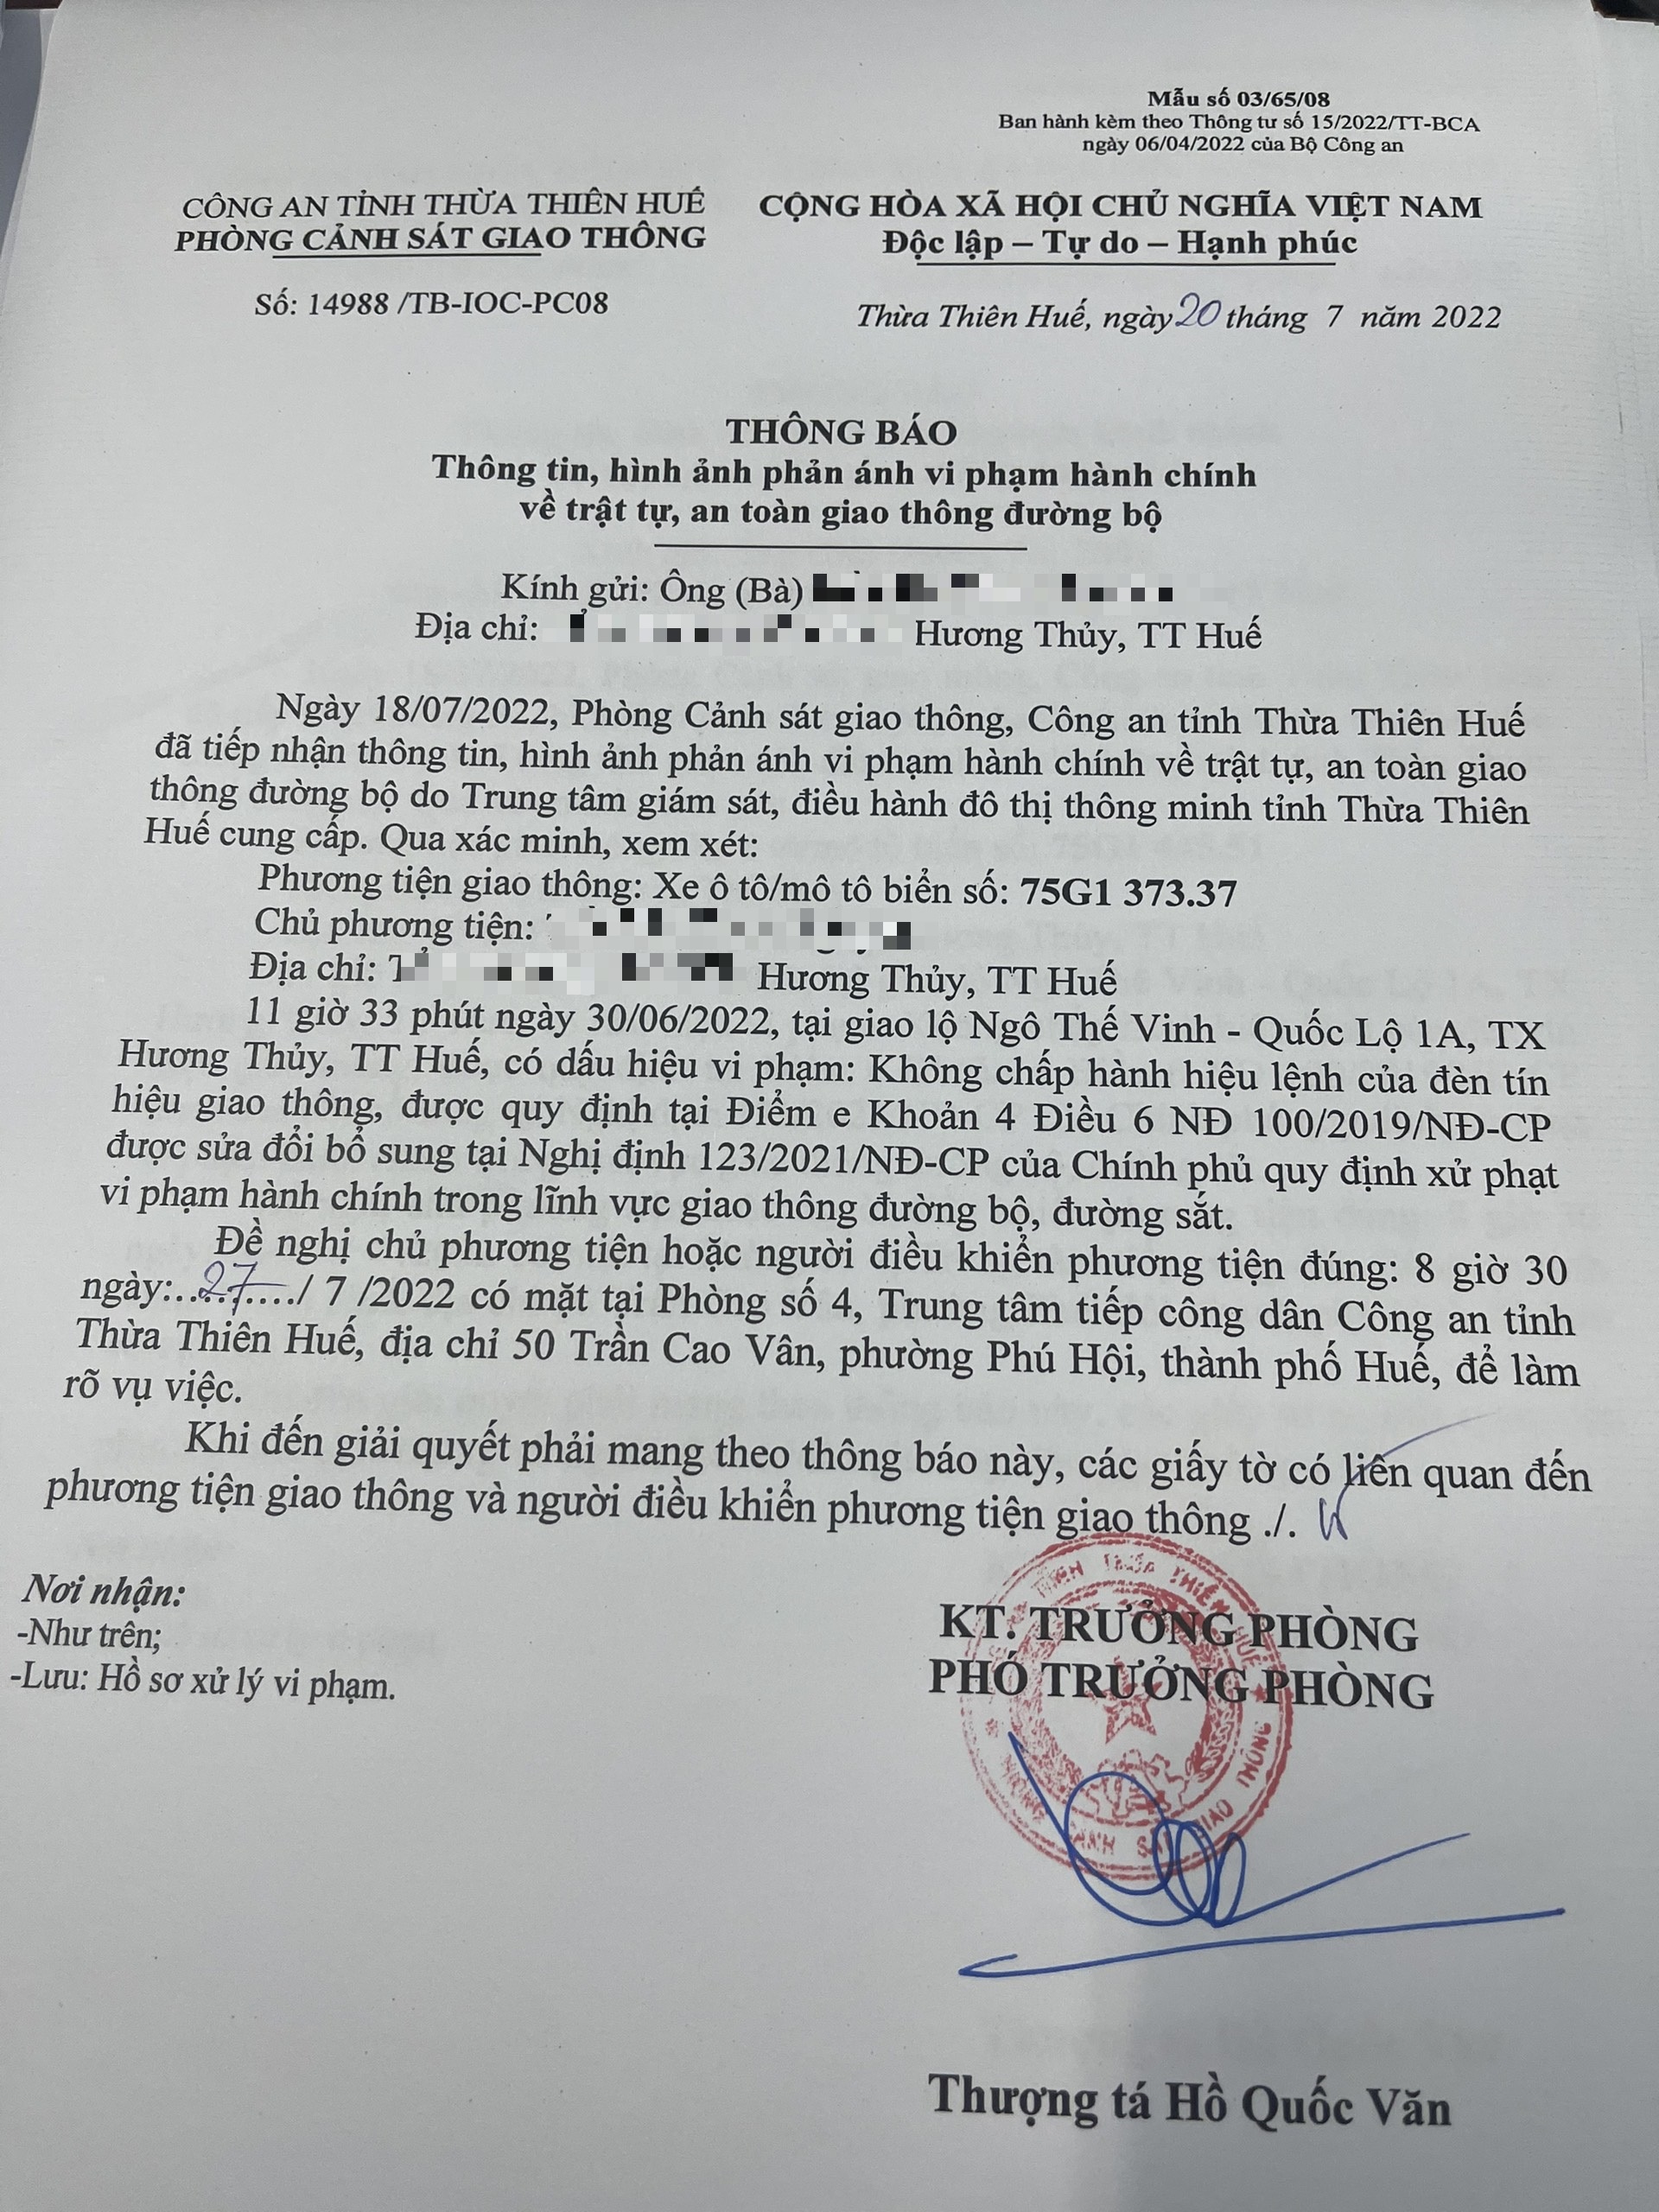 Mẫu số 03/65/08
Ban hành kèm theo Thông tư số 15/2022/TT-BCA
ngày 06/04/2022 của Bộ Công an
CÔNG AN TỈNH THỪA THIÊN HUẾ
PHÒNG CẢNH SÁT GIAO THÔNG
Số: 14988 /TB-IOC-PC08
CỘNG HÒA XÃ HỘI CHỦ NGHĨA VIỆT NAM
Độc lập – Tự do – Hạnh phúc
Thừa Thiên Huế, ngày 20 tháng 7 năm 2022
THÔNG BÁO
Thông tin, hình ảnh phản ánh vi phạm hành chính
về trật tự, an toàn giao thông đường bộ
Kính gửi: Ông (Bà)
Địa chỉ: Hương Thủy, TT Huế
Ngày 18/07/2022, Phòng Cảnh sát giao thông, Công an tỉnh Thừa Thiên Huế
đã tiếp nhận thông tin, hình ảnh phản ánh vi phạm hành chính về trật tự, an toàn giao
thông đường bộ do Trung tâm giám sát, điều hành đô thị thông minh tỉnh Thừa Thiên
Huế cung cấp. Qua xác minh, xem xét:
Phương tiện giao thông: Xe ô tô/mô tô biển số: 75G1 373.37
Chủ phương tiện:
Địa chỉ: Hương Thủy, TT Huế
11 giờ 33 phút ngày 30/06/2022, tại giao lộ Ngô Thế Vinh - Quốc Lộ 1A, TX
Hương Thủy, TT Huế, có dấu hiệu vi phạm: Không chấp hành hiệu lệnh của đèn tín
hiệu giao thông, được quy định tại Điểm e Khoản 4 Điều 6 NĐ 100/2019/NĐ-CP
được sửa đổi bổ sung tại Nghị định 123/2021/NĐ-CP của Chính phủ quy định xử phạt
vi phạm hành chính trong lĩnh vực giao thông đường bộ, đường sắt.
Đề nghị chủ phương tiện hoặc người điều khiển phương tiện đúng: 8 giờ 30
ngày:...27..../ 7 /2022 có mặt tại Phòng số 4, Trung tâm tiếp công dân Công an tỉnh
Thừa Thiên Huế, địa chỉ 50 Trần Cao Vân, phường Phú Hội, thành phố Huế, để làm
rõ vụ việc.
Khi đến giải quyết phải mang theo thông báo này, các giấy tờ có liên quan đến
phương tiện giao thông và người điều khiển phương tiện giao thông ./.
Nơi nhận:
-Như trên;
-Lưu: Hồ sơ xử lý vi phạm.
KT. TRƯỞNG PHÒNG
PHÓ TRƯỞNG PHÒNG
Thượng tá Hồ Quốc Văn